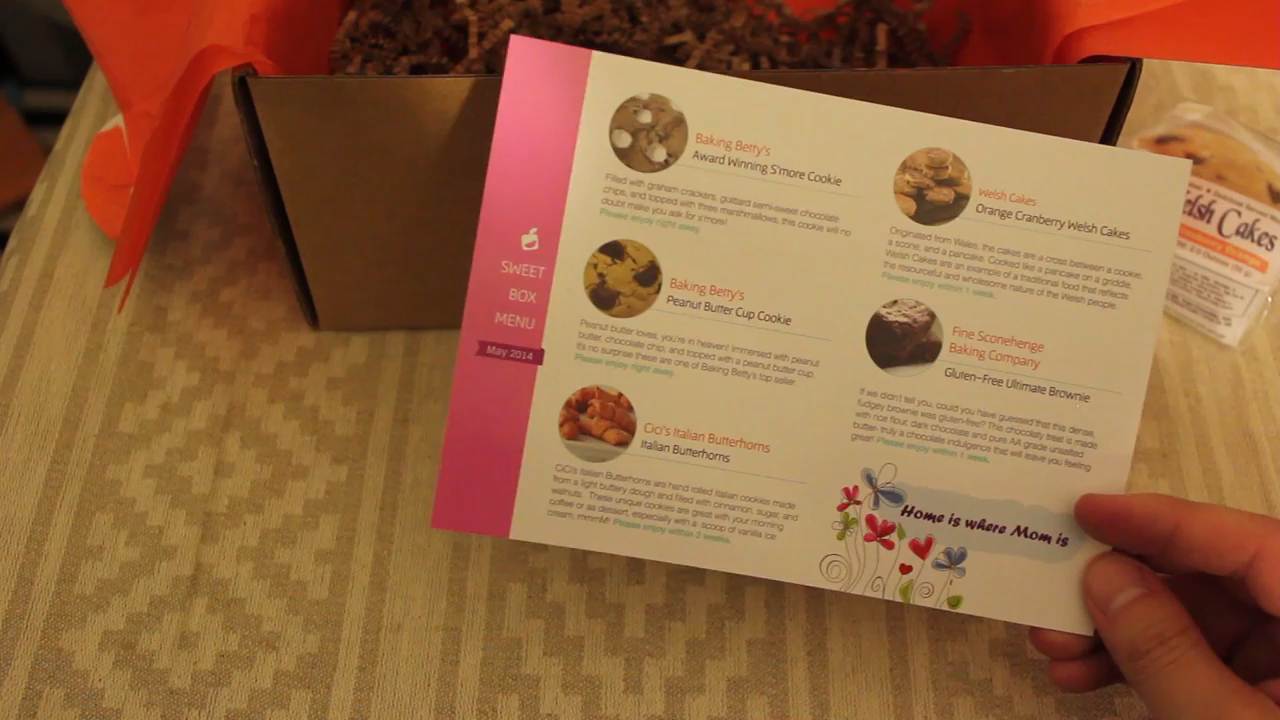 SWEET
BOX
MENU
May 2014
Baking Betty's
Award Winning S'more Cookie
Filled with graham crackers, guittard semi-sweet chocolate
chips, and topped with three marshmallows, this cookie will no
doubt make you ask for s'more!
Please enjoy right away.
Baking Betty's
Peanut Butter Cup Cookie
Peanut butter loves, you're in heaven! Immersed with peanut
butter, chocolate chip, and topped with a peanut butter cup,
it's no surprise these are one of Baking Betty's top seller.
Please enjoy right away.
Cici's Italian Butterhorns
Italian Butterhorns
CiCi's Italian Butterhorns are hand rolled Italian cookies made
from a light buttery dough and filled with cinnamon, sugar, and
walnuts. These unique cookies are great with your morning
coffee or as dessert, especially with a scoop of vanilla ice
cream, mmmM! Please enjoy within 2 weeks.
Welsh Cakes
Orange Cranberry Welsh Cakes
Originated from Wales, the cakes are a cross between a cookie,
a scone, and a pancake. Cooked like a pancake on a griddle,
Welsh Cakes are an example of a traditional food that reflects
the resourceful and wholesome nature of the Welsh people.
Please enjoy within 1 week.
Fine Sconehenge
Baking Company
Gluten-Free Ultimate Brownie
If we didn't tell you, could you have guessed that this dense,
fudgey brownie was gluten-free? This chocolaty treat is made
with rice flour, dark chocolate and pure AA grade unsalted
butter- truly a chocolate indulgence that will leave you feeling
great! Please enjoy within 1 week.
Home is where Mom is
elsh Cakes